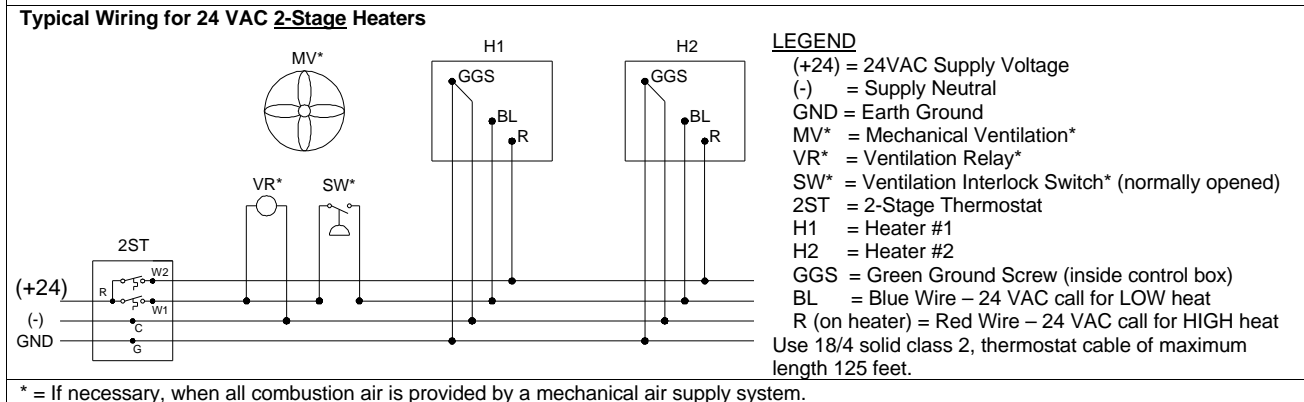 Typical Wiring for 24 VAC 2-Stage Heaters
MV*
H1
H2
GGS
BL
R
GGS
BL
R
VR*
SW*
2ST
W2
R
W1
C
G
(+24)
(-)
GND
LEGEND
(+24) = 24VAC Supply Voltage
(-) = Supply Neutral
GND = Earth Ground
MV* = Mechanical Ventilation*
VR* = Ventilation Relay*
SW* = Ventilation Interlock Switch* (normally opened)
2ST = 2-Stage Thermostat
H1 = Heater #1
H2 = Heater #2
GGS = Green Ground Screw (inside control box)
BL = Blue Wire – 24 VAC call for LOW heat
R (on heater) = Red Wire – 24 VAC call for HIGH heat
Use 18/4 solid class 2, thermostat cable of maximum
length 125 feet.
* = If necessary, when all combustion air is provided by a mechanical air supply system.